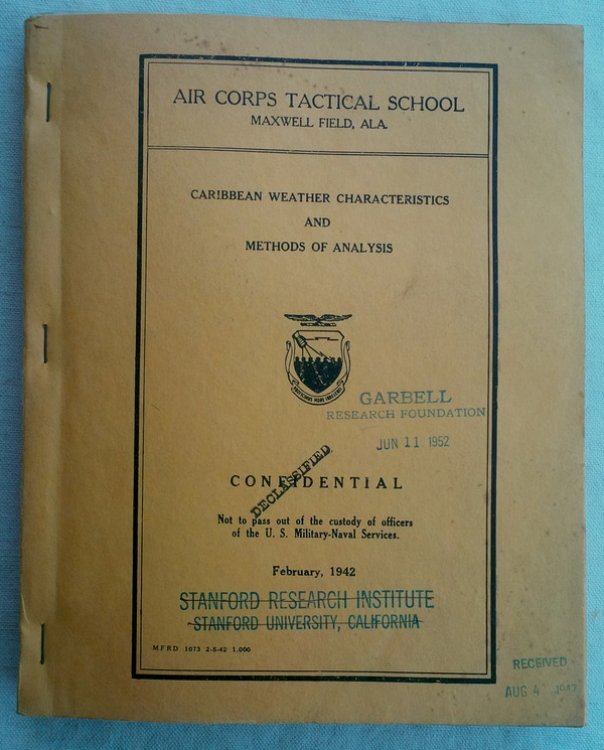 AIR CORPS TACTICAL SCHOOL
MAXWELL FIELD, ALA.
CARIBBEAN WEATHER CHARACTERISTICS
AND
METHODS OF ANALYSIS
GARBELL
RESEARCH FOUNDATION
JUN 11 1952
DECLASSIFIED
CONFIDENTIAL
Not to pass out of the custody of officers
of the U. S. Military-Naval Services.
February, 1942
STANFORD RESEARCH INSTITUTE
STANFORD UNIVERSITY, CALIFORNIA
MFRD 1073 2-5-42 1,000
RECEIVED
AUG 4